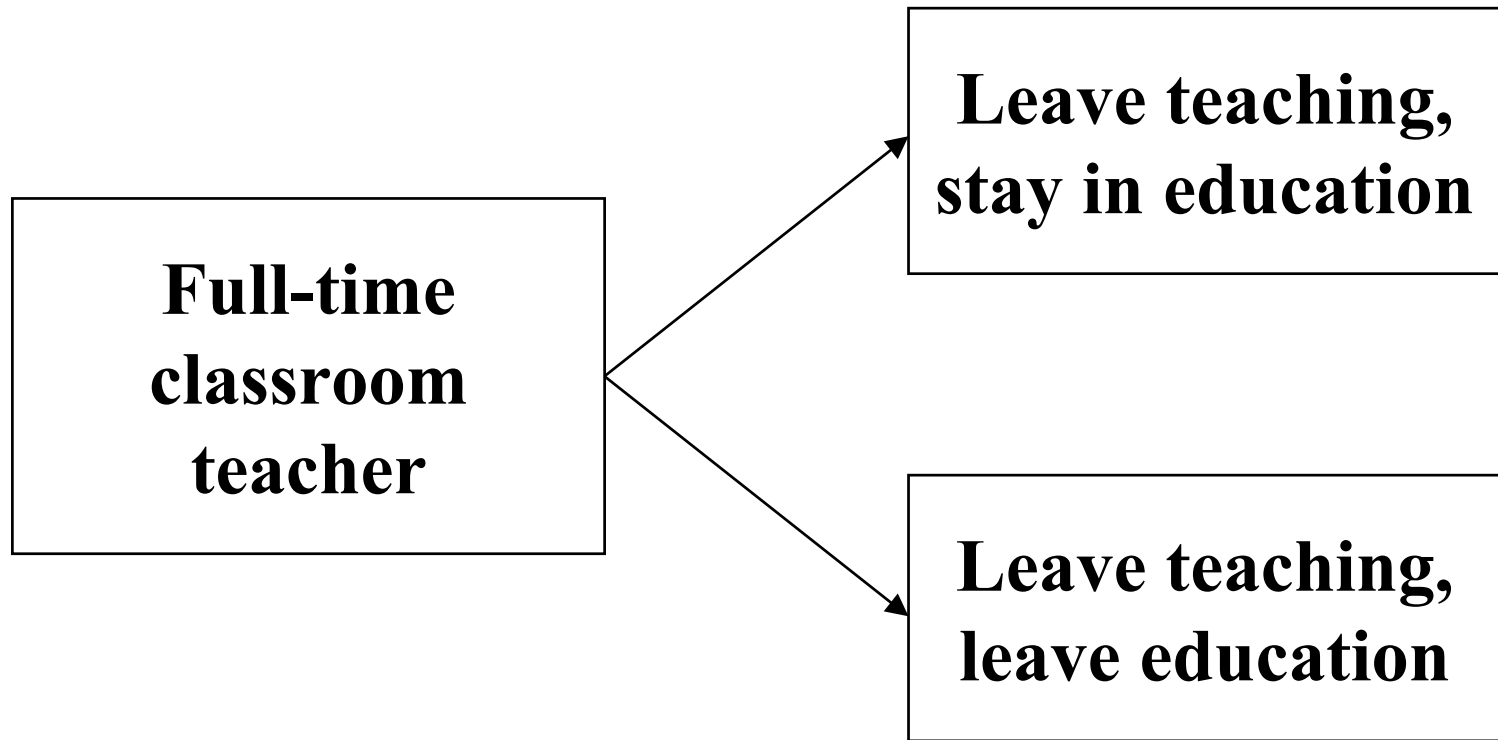 Full-time
classroom
teacher
Leave teaching,
stay in education
Leave teaching,
leave education